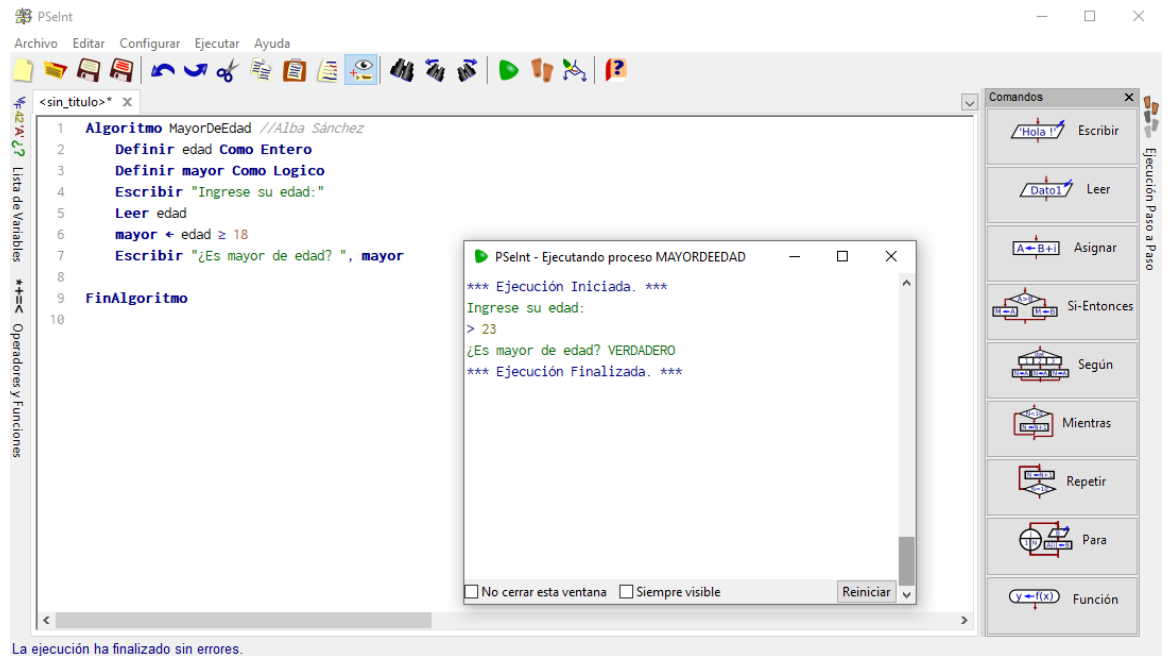 PSeInt
Archivo Editar Configurar Ejecutar Ayuda
<sin_titulo>* X
Lista de Variables
Operadores y Funciones
1 Algoritmo MayorDeEdad //Alba Sánchez
2 Definir edad Como Entero
3 Definir mayor Como Logico
4 Escribir "Ingrese su edad:"
5 Leer edad
6 mayor ← edad ≥ 18
7 Escribir "¿Es mayor de edad? ", mayor
8
9 FinAlgoritmo
10
PSeInt - Ejecutando proceso MAYORDEEDAD
*** Ejecución Iniciada. ***
Ingrese su edad:
> 23
¿Es mayor de edad? VERDADERO
*** Ejecución Finalizada. ***
No cerrar esta ventana Siempre visible Reiniciar
Comandos
'Hola !' Escribir
Dato1 Leer
A←B+i Asignar
Si-Entonces
Según
Mientras
Repetir
Para
y←f(x) Función
Ejecución Paso a Paso
La ejecución ha finalizado sin errores.